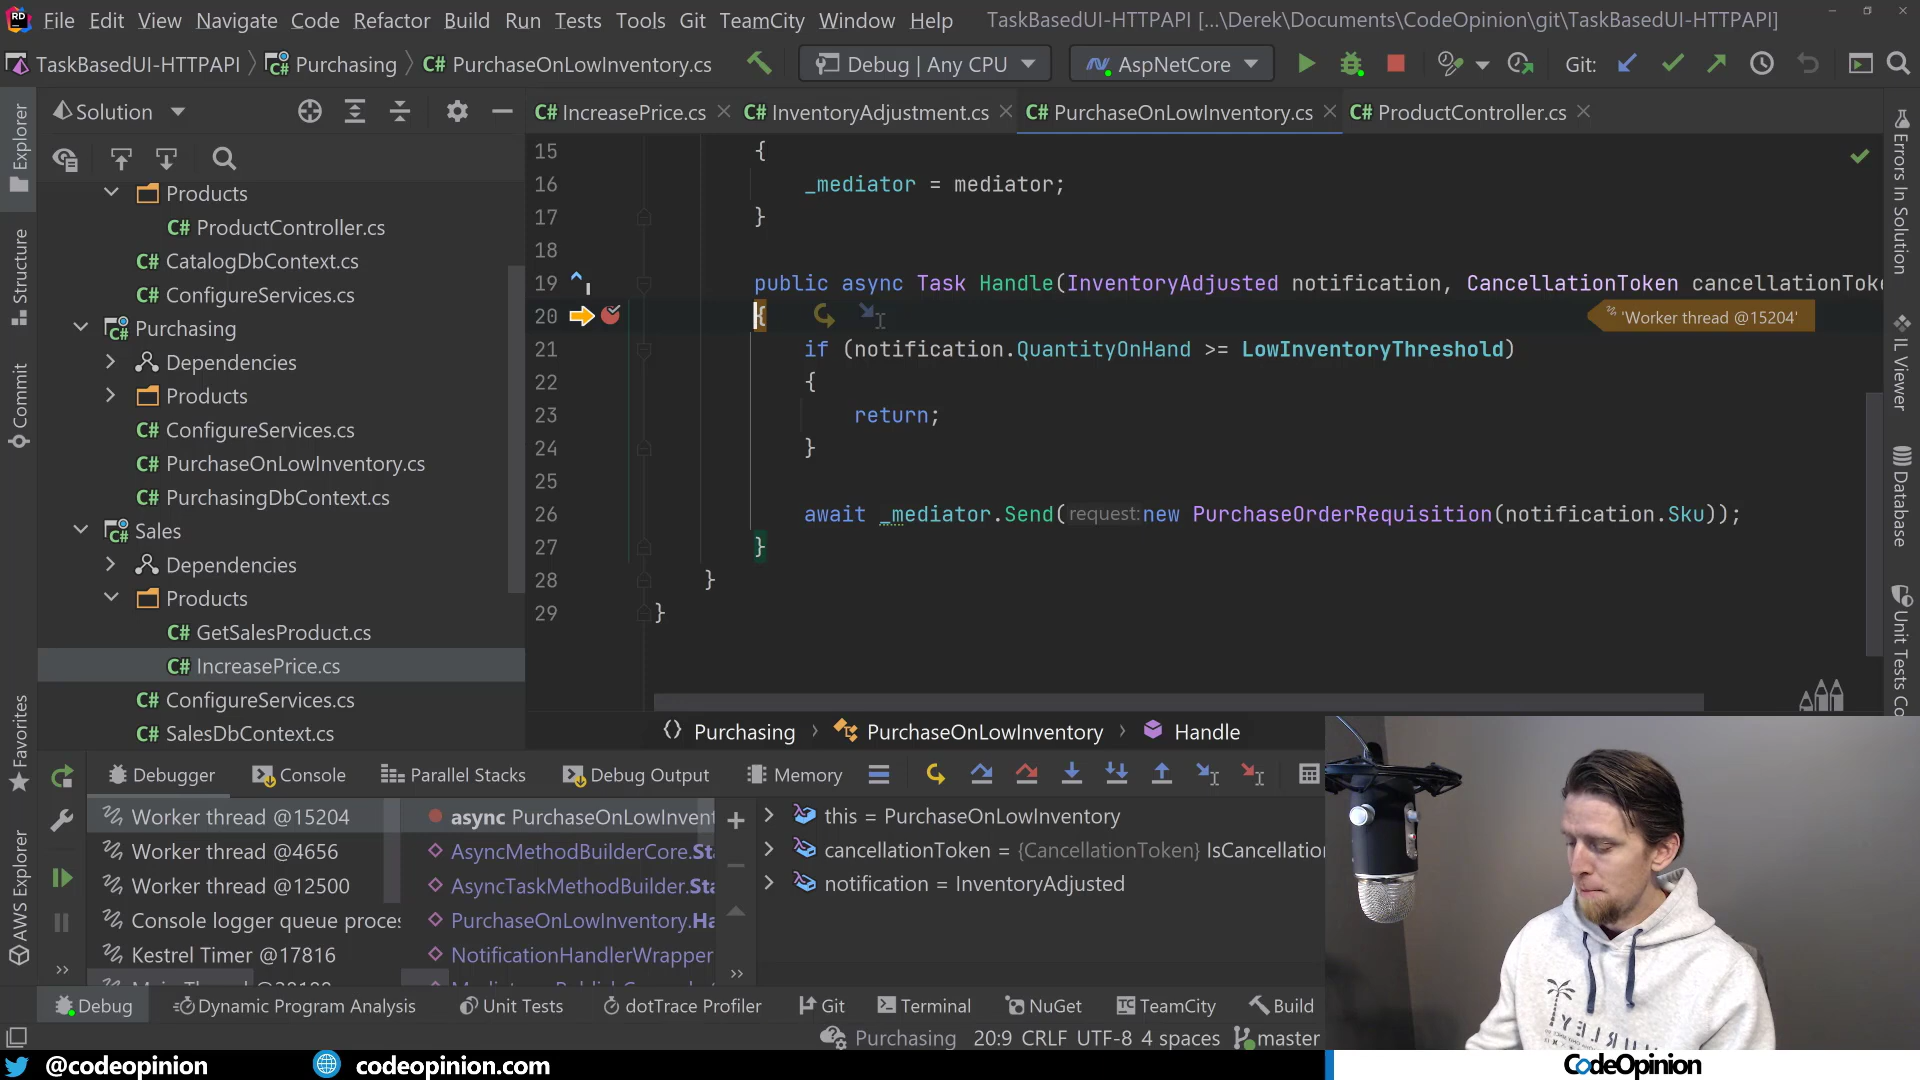 File Edit View Navigate Code Refactor Build Run Tests Tools Git TeamCity Window Help TaskBasedUI-HTTPAPI [...\Derek\Documents\CodeOpinion\git\TaskBasedUI-HTTPAPI]
TaskBasedUI-HTTPAPI Purchasing C# PurchaseOnLowInventory.cs Debug | Any CPU AspNetCore Git:
Solution
C# IncreasePrice.cs C# InventoryAdjustment.cs C# PurchaseOnLowInventory.cs C# ProductController.cs
Explorer
Structure
Commit
Favorites
AWS Explorer
Products
C# ProductController.cs
C# CatalogDbContext.cs
C# ConfigureServices.cs
Purchasing
Dependencies
Products
C# ConfigureServices.cs
C# PurchaseOnLowInventory.cs
C# PurchasingDbContext.cs
Sales
Dependencies
Products
C# GetSalesProduct.cs
C# IncreasePrice.cs
C# ConfigureServices.cs
C# SalesDbContext.cs
15 {
16 _mediator = mediator;
17 }
18
19 public async Task Handle(InventoryAdjusted notification, CancellationToken cancellationToke
20 { 'Worker thread @15204'
21 if (notification.QuantityOnHand >= LowInventoryThreshold)
22 {
23 return;
24 }
25
26 await _mediator.Send(request: new PurchaseOrderRequisition(notification.Sku));
27 }
28 }
29 }
Errors In Solution
IL Viewer
Database
Unit Tests Co
Purchasing PurchaseOnLowInventory Handle
Debugger Console Parallel Stacks Debug Output Memory
Worker thread @15204
Worker thread @4656
Worker thread @12500
Console logger queue proces
Kestrel Timer @17816
async PurchaseOnLowInvent
AsyncMethodBuilderCore.Sta
AsyncTaskMethodBuilder.Sta
PurchaseOnLowInventory.Ha
NotificationHandlerWrapper
this = PurchaseOnLowInventory
cancellationToken = {CancellationToken} IsCancellatio
notification = InventoryAdjusted
Debug Dynamic Program Analysis Unit Tests dotTrace Profiler Git Terminal NuGet TeamCity Build
Purchasing 20:9 CRLF UTF-8 4 spaces master
@codeopinion codeopinion.com
CodeOpinion